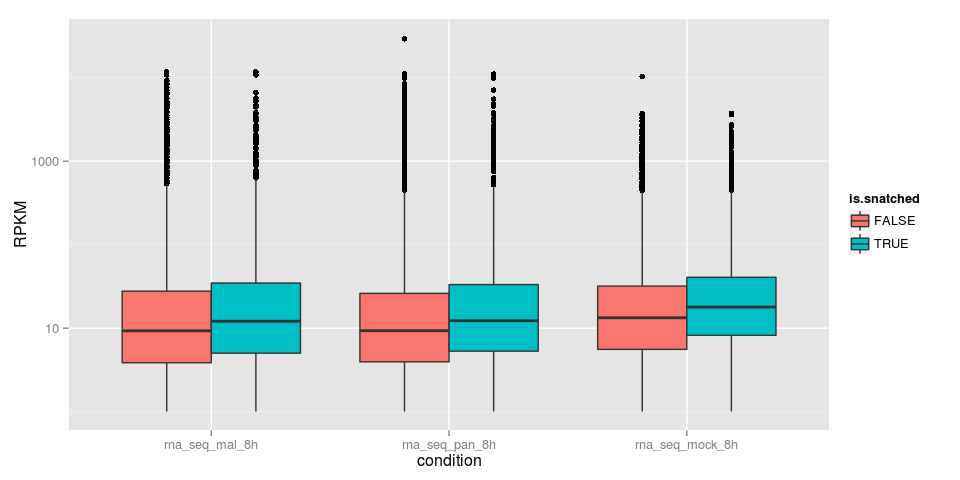 RPKM
1000
10
rna_seq_mal_8h
rna_seq_pan_8h
rna_seq_mock_8h
condition
is.snatched
FALSE
TRUE